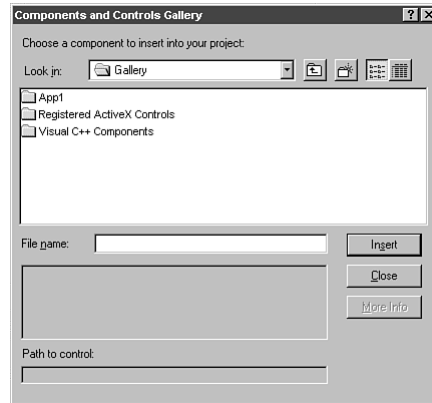 Components and Controls Gallery
Choose a component to insert into your project:
Look in: Gallery
App1
Registered ActiveX Controls
Visual C++ Components
File name: Insert
Close
More Info
Path to control: